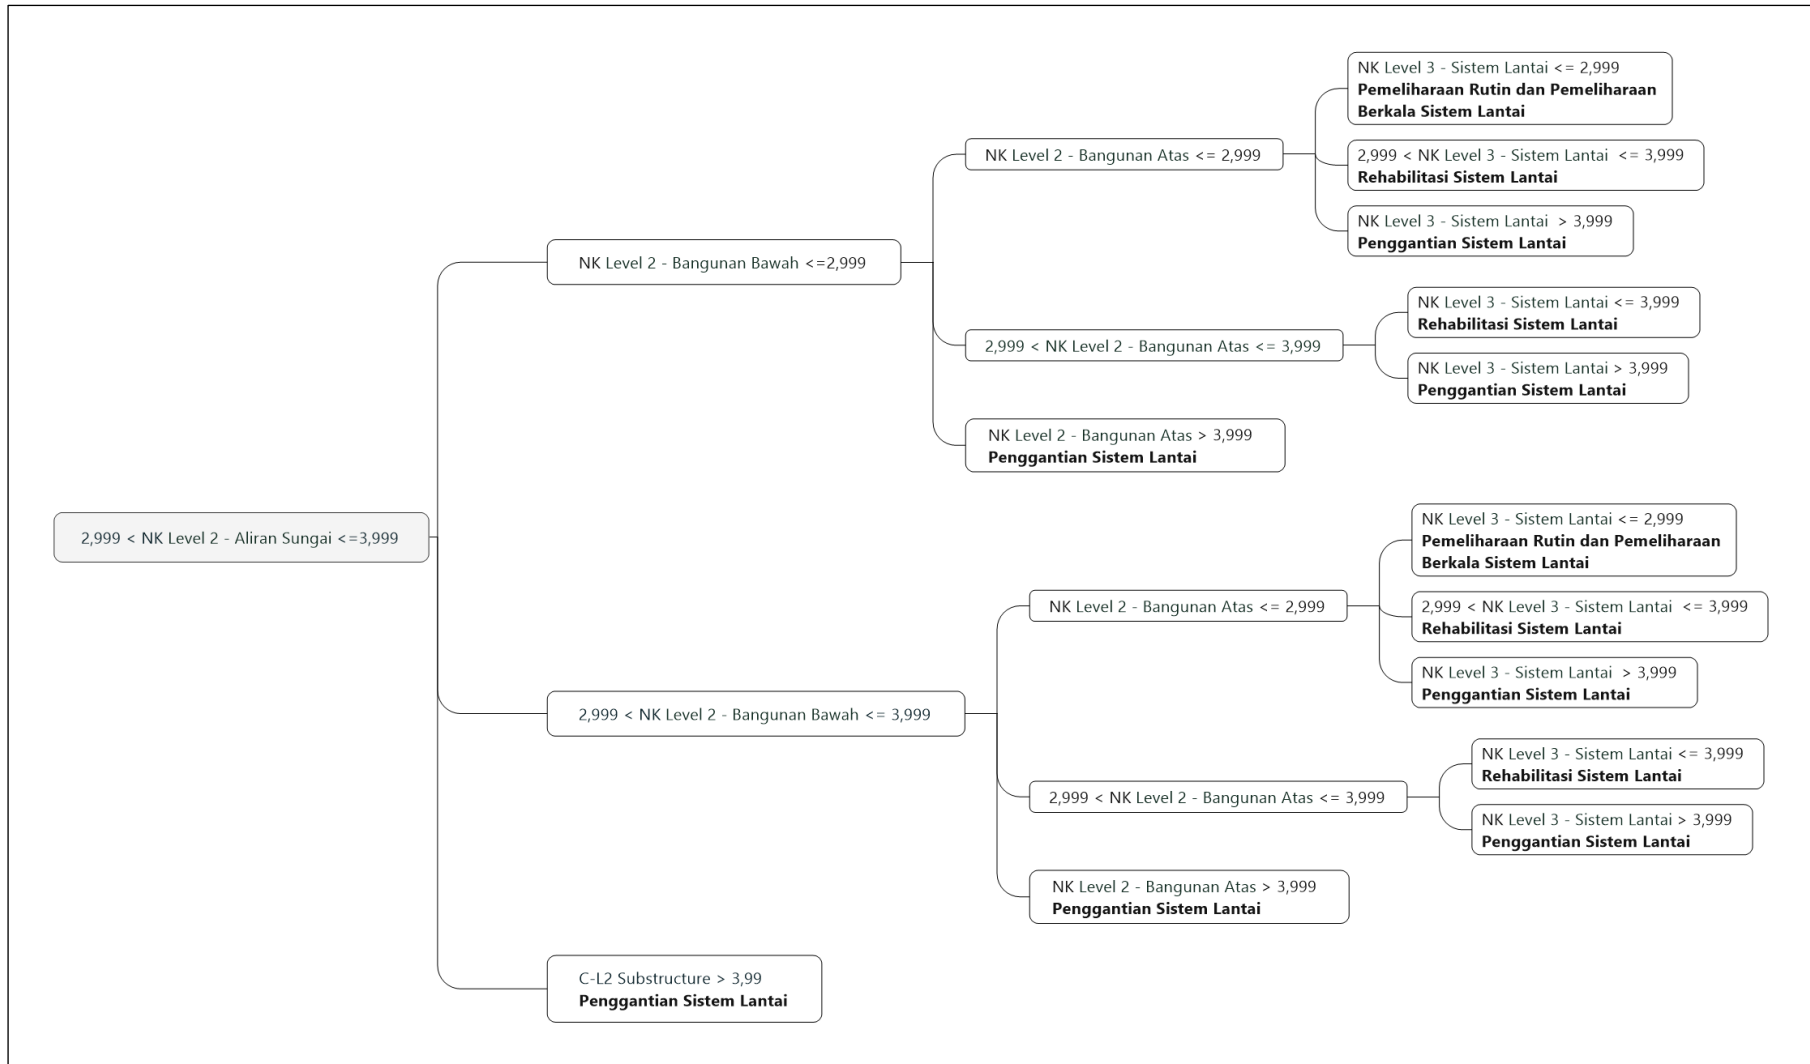 2,999 < NK Level 2 - Aliran Sungai <=3,999
NK Level 2 - Bangunan Bawah <=2,999
NK Level 2 - Bangunan Atas <= 2,999
NK Level 3 - Sistem Lantai <= 2,999
Pemeliharaan Rutin dan Pemeliharaan
Berkala Sistem Lantai
2,999 < NK Level 3 - Sistem Lantai  <= 3,999
Rehabilitasi Sistem Lantai
NK Level 3 - Sistem Lantai  > 3,999
Penggantian Sistem Lantai
2,999 < NK Level 2 - Bangunan Atas <= 3,999
NK Level 3 - Sistem Lantai <= 3,999
Rehabilitasi Sistem Lantai
NK Level 3 - Sistem Lantai > 3,999
Penggantian Sistem Lantai
NK Level 2 - Bangunan Atas > 3,999
Penggantian Sistem Lantai
2,999 < NK Level 2 - Bangunan Bawah <= 3,999
NK Level 2 - Bangunan Atas <= 2,999
NK Level 3 - Sistem Lantai <= 2,999
Pemeliharaan Rutin dan Pemeliharaan
Berkala Sistem Lantai
2,999 < NK Level 3 - Sistem Lantai  <= 3,999
Rehabilitasi Sistem Lantai
NK Level 3 - Sistem Lantai  > 3,999
Penggantian Sistem Lantai
2,999 < NK Level 2 - Bangunan Atas <= 3,999
NK Level 3 - Sistem Lantai <= 3,999
Rehabilitasi Sistem Lantai
NK Level 3 - Sistem Lantai > 3,999
Penggantian Sistem Lantai
NK Level 2 - Bangunan Atas > 3,999
Penggantian Sistem Lantai
C-L2 Substructure > 3,99
Penggantian Sistem Lantai